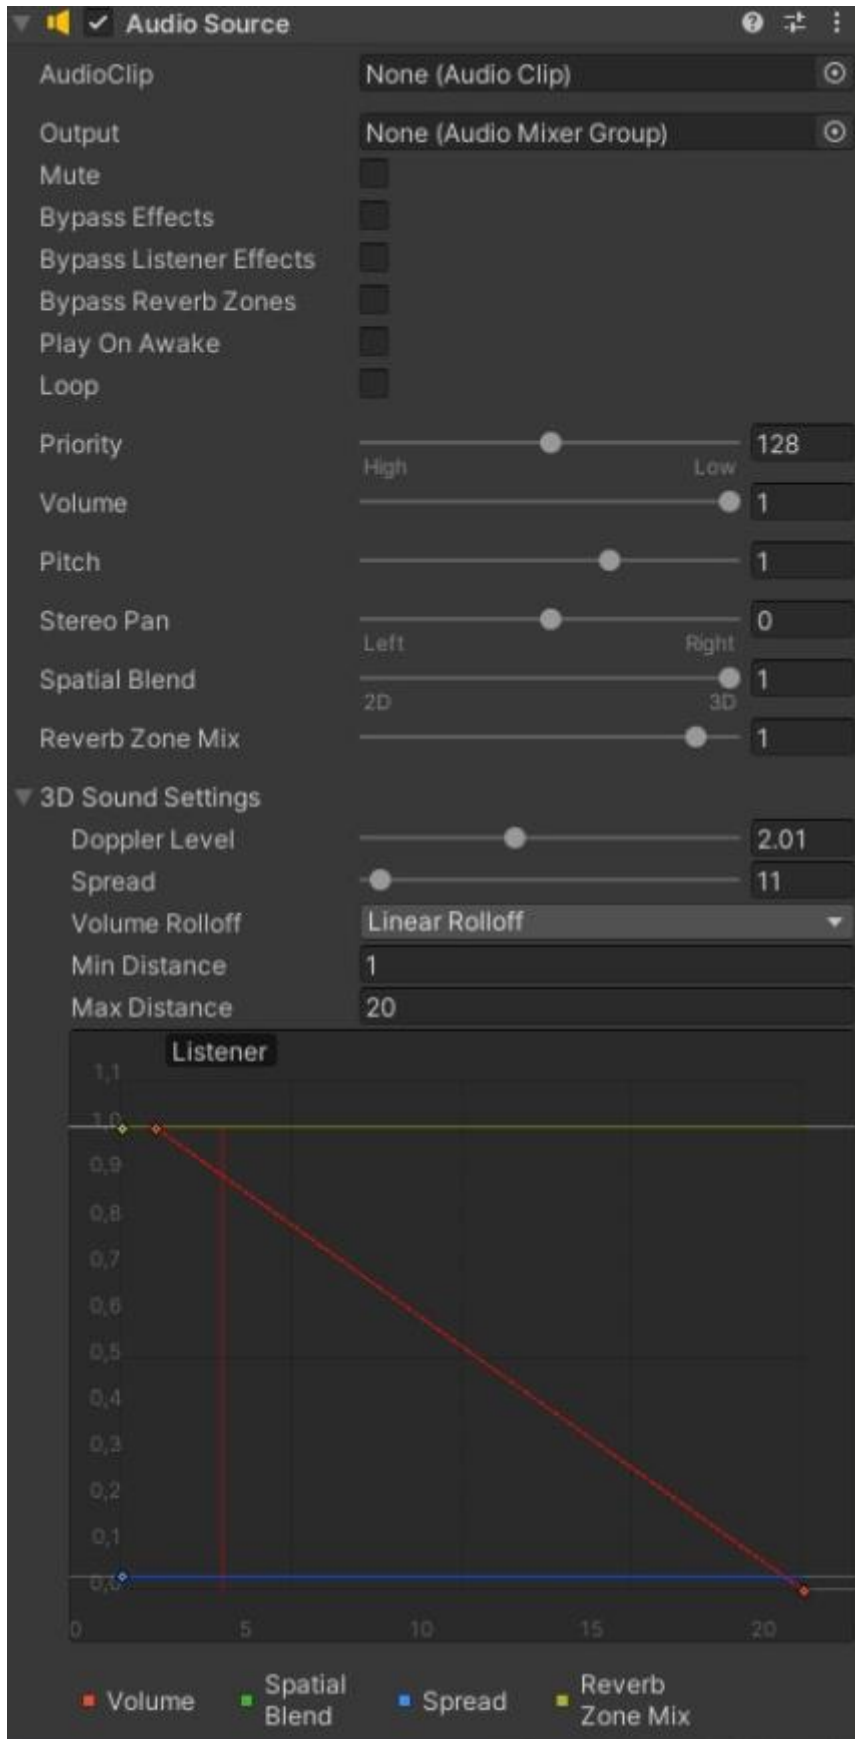 Audio Source
AudioClip None (Audio Clip)
Output None (Audio Mixer Group)
Mute
Bypass Effects
Bypass Listener Effects
Bypass Reverb Zones
Play On Awake
Loop
Priority 128
High Low
Volume 1
Pitch 1
Stereo Pan 0
Left Right
Spatial Blend 1
2D 3D
Reverb Zone Mix 1
3D Sound Settings
Doppler Level 2.01
Spread 11
Volume Rolloff Linear Rolloff
Min Distance 1
Max Distance 20
Listener
1,1
1,0
0,9
0,8
0,7
0,6
0,5
0,4
0,3
0,2
0,1
0,0
0 5 10 15 20
Volume Spatial Blend Spread Reverb Zone Mix